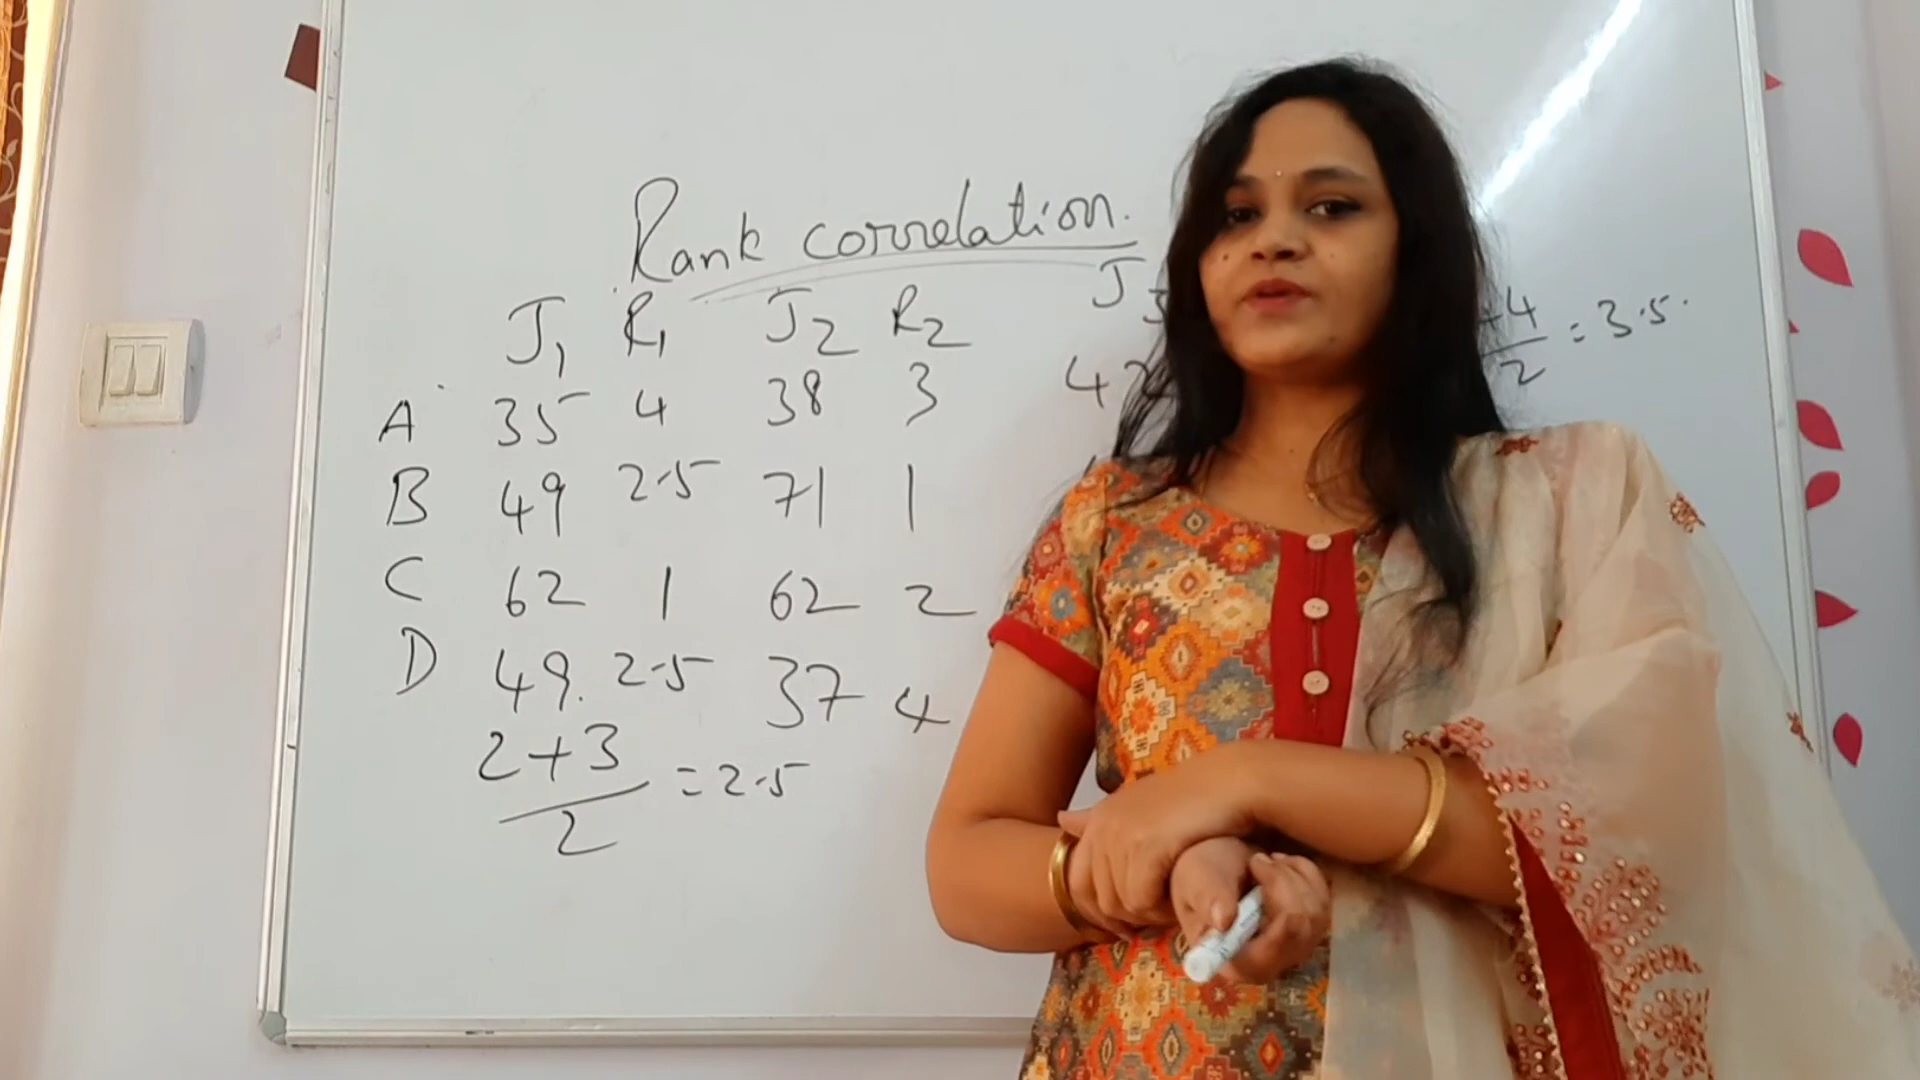 Rank correlation.
J1 R1 J2 R2 J3
A 35 4 38 3 42
B 49 2.5 71 1
C 62 1 62 2
D 49. 2.5 37 4
2+3/2 = 2.5
+4/2 = 3.5.